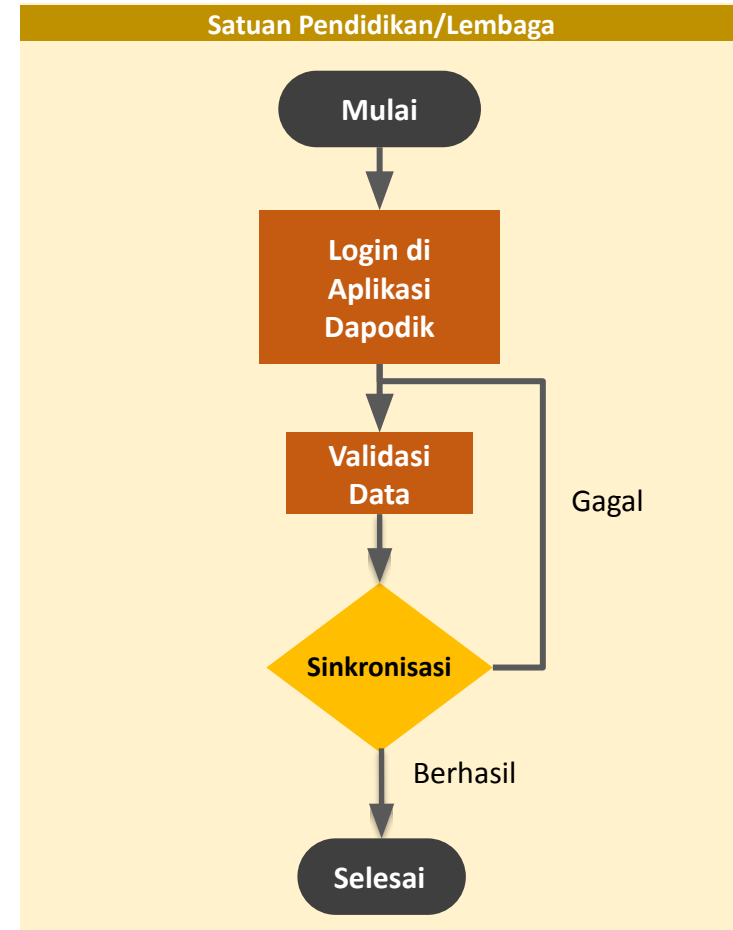 Satuan Pendidikan/Lembaga
Mulai
Login di
Aplikasi
Dapodik
Validasi
Data
Gagal
Sinkronisasi
Berhasil
Selesai